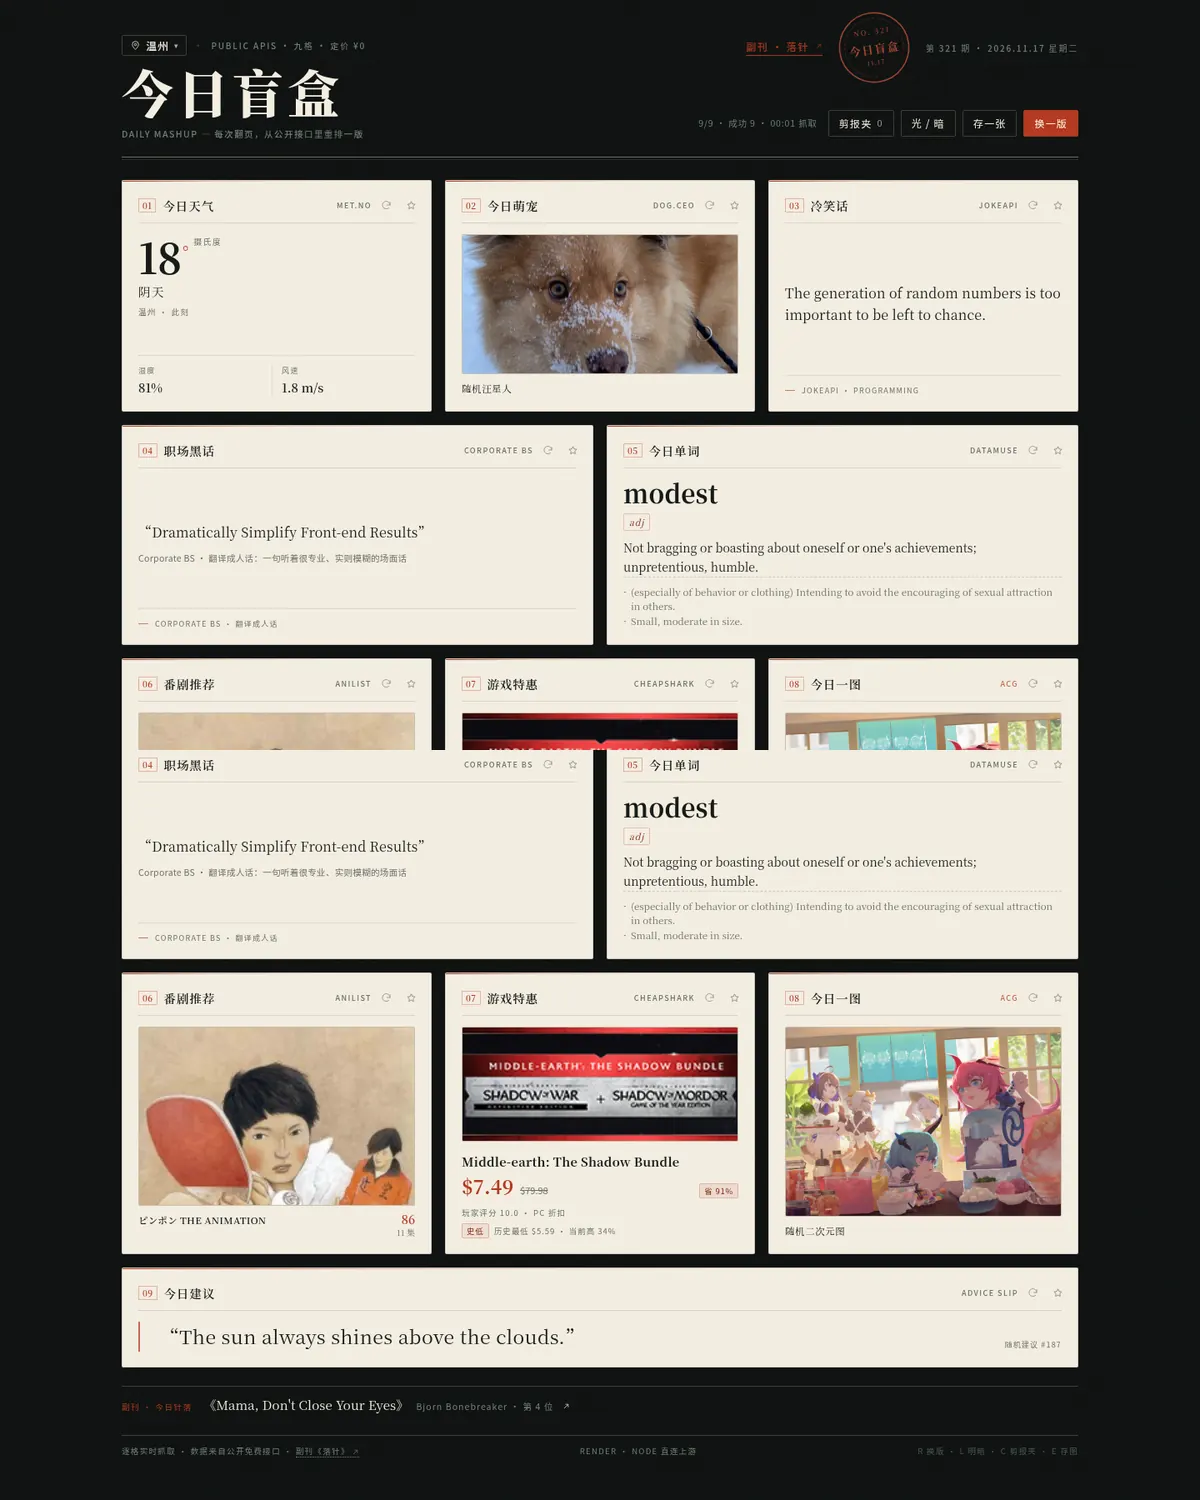 温州 ▾ · PUBLIC APIS · 九格 · 定价 ¥0
副刊 · 落针 ↗
NO. 321
今日盲盒
11.17
第 321 期 · 2026.11.17 星期二
今日盲盒
DAILY MASHUP — 每次翻页，从公开接口里重排一版
9/9 · 成功 9 · 00:01 抓取
剪报夹 0
光 / 暗
存一张
换一版
01 今日天气 MET.NO
18° 摄氏度
阴天
温州 · 此刻
湿度 风速
81% 1.8 m/s
02 今日萌宠 DOG.CEO
随机汪星人
03 冷笑话 JOKEAPI
The generation of random numbers is too
important to be left to chance.
— JOKEAPI · PROGRAMMING
04 职场黑话 CORPORATE BS
“Dramatically Simplify Front-end Results”
Corporate BS · 翻译成人话：一句听着很专业、实则模糊的场面话
— CORPORATE BS · 翻译成人话
05 今日单词 DATAMUSE
modest
adj
Not bragging or boasting about oneself or one's achievements;
unpretentious, humble.
· (especially of behavior or clothing) Intending to avoid the encouraging of sexual attraction
in others.
· Small, moderate in size.
06 番剧推荐 ANILIST
07 游戏特惠 CHEAPSHARK
08 今日一图 ACG
04 职场黑话 CORPORATE BS
“Dramatically Simplify Front-end Results”
Corporate BS · 翻译成人话：一句听着很专业、实则模糊的场面话
— CORPORATE BS · 翻译成人话
05 今日单词 DATAMUSE
modest
adj
Not bragging or boasting about oneself or one's achievements;
unpretentious, humble.
· (especially of behavior or clothing) Intending to avoid the encouraging of sexual attraction
in others.
· Small, moderate in size.
06 番剧推荐 ANILIST
ピンポン THE ANIMATION 86
11 集
07 游戏特惠 CHEAPSHARK
MIDDLE-EARTH: THE SHADOW BUNDLE
SHADOW OF WAR + SHADOW OF MORDOR
DEFINITIVE EDITION GAME OF THE YEAR EDITION
Middle-earth: The Shadow Bundle
$7.49 $79.98 省 91%
玩家评分 10.0 · PC 折扣
史低 历史最低 $5.59 · 当前高 34%
08 今日一图 ACG
随机二次元图
09 今日建议 ADVICE SLIP
“The sun always shines above the clouds.”
随机建议 #187
副刊 · 今日针落 《Mama, Don't Close Your Eyes》 Bjorn Bonebreaker · 第 4 位 ↗
逐格实时抓取 · 数据来自公开免费接口 · 副刊《落针》 ↗
RENDER · NODE 直连上游
R 换版 · L 明暗 · C 剪报夹 · E 存图